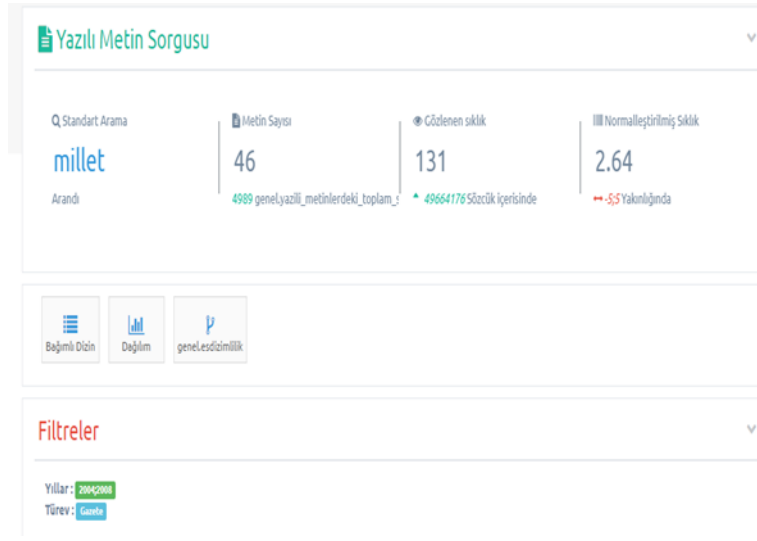 Yazılı Metin Sorgusu
Standart Arama
millet
Arandı
Metin Sayısı
46
4989 genel.yazili_metinlerdeki_toplam_s
Gözlenen sıklık
131
49664176 Sözcük içerisinde
Normalleştirilmiş Sıklık
2.64
-5;5 Yakınlığında
Bağımlı Dizin
Dağılım
genel.esdizimlilik
Filtreler
Yıllar : 2004;2008
Türev : Gazete